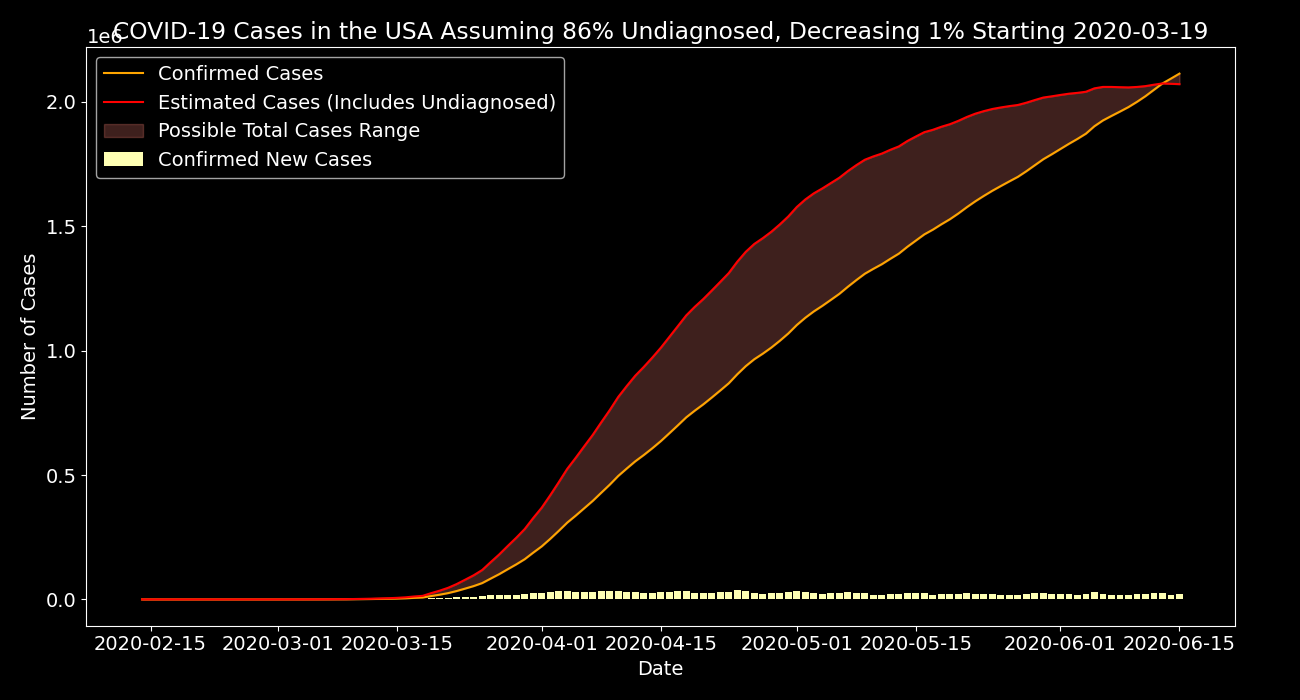 COVID-19 Cases in the USA Assuming 86% Undiagnosed, Decreasing 1% Starting 2020-03-19
1e6
Confirmed Cases
Estimated Cases (Includes Undiagnosed)
Possible Total Cases Range
Confirmed New Cases
Number of Cases
2.0
1.5
1.0
0.5
0.0
2020-02-15 2020-03-01 2020-03-15 2020-04-01 2020-04-15 2020-05-01 2020-05-15 2020-06-01 2020-06-15
Date